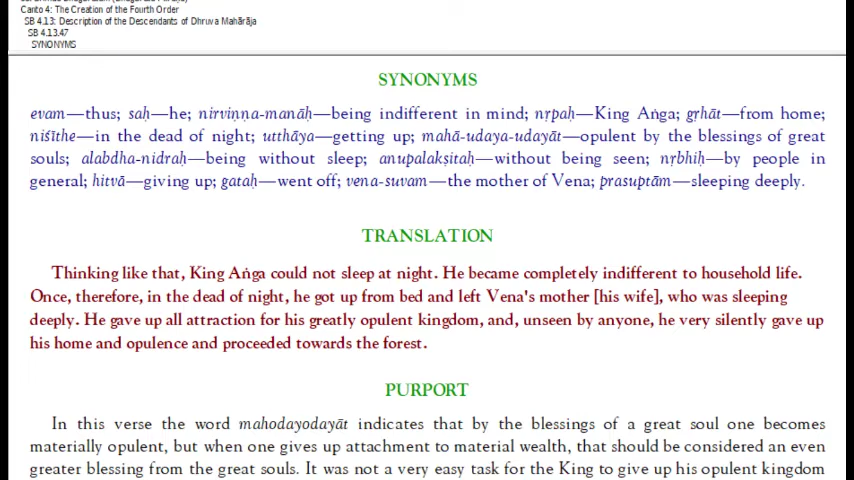 Canto 4: The Creation of the Fourth Order
SB 4.13: Description of the Descendants of Dhruva Mahārāja
SB 4.13.47
SYNONYMS
SYNONYMS
evam—thus; saḥ—he; nirviṇṇa-manāḥ—being indifferent in mind; nṛpaḥ—King Aṅga; gṛhāt—from home;
niśīthe—in the dead of night; utthāya—getting up; mahā-udaya-udayāt—opulent by the blessings of great
souls; alabdha-nidraḥ—being without sleep; anupalakṣitaḥ—without being seen; nṛbhiḥ—by people in
general; hitvā—giving up; gataḥ—went off; vena-suvam—the mother of Vena; prasuptām—sleeping deeply.
TRANSLATION
Thinking like that, King Aṅga could not sleep at night. He became completely indifferent to household life.
Once, therefore, in the dead of night, he got up from bed and left Vena's mother [his wife], who was sleeping
deeply. He gave up all attraction for his greatly opulent kingdom, and, unseen by anyone, he very silently gave up
his home and opulence and proceeded towards the forest.
PURPORT
In this verse the word mahodayodayāt indicates that by the blessings of a great soul one becomes
materially opulent, but when one gives up attachment to material wealth, that should be considered an even
greater blessing from the great souls. It was not a very easy task for the King to give up his opulent kingdom